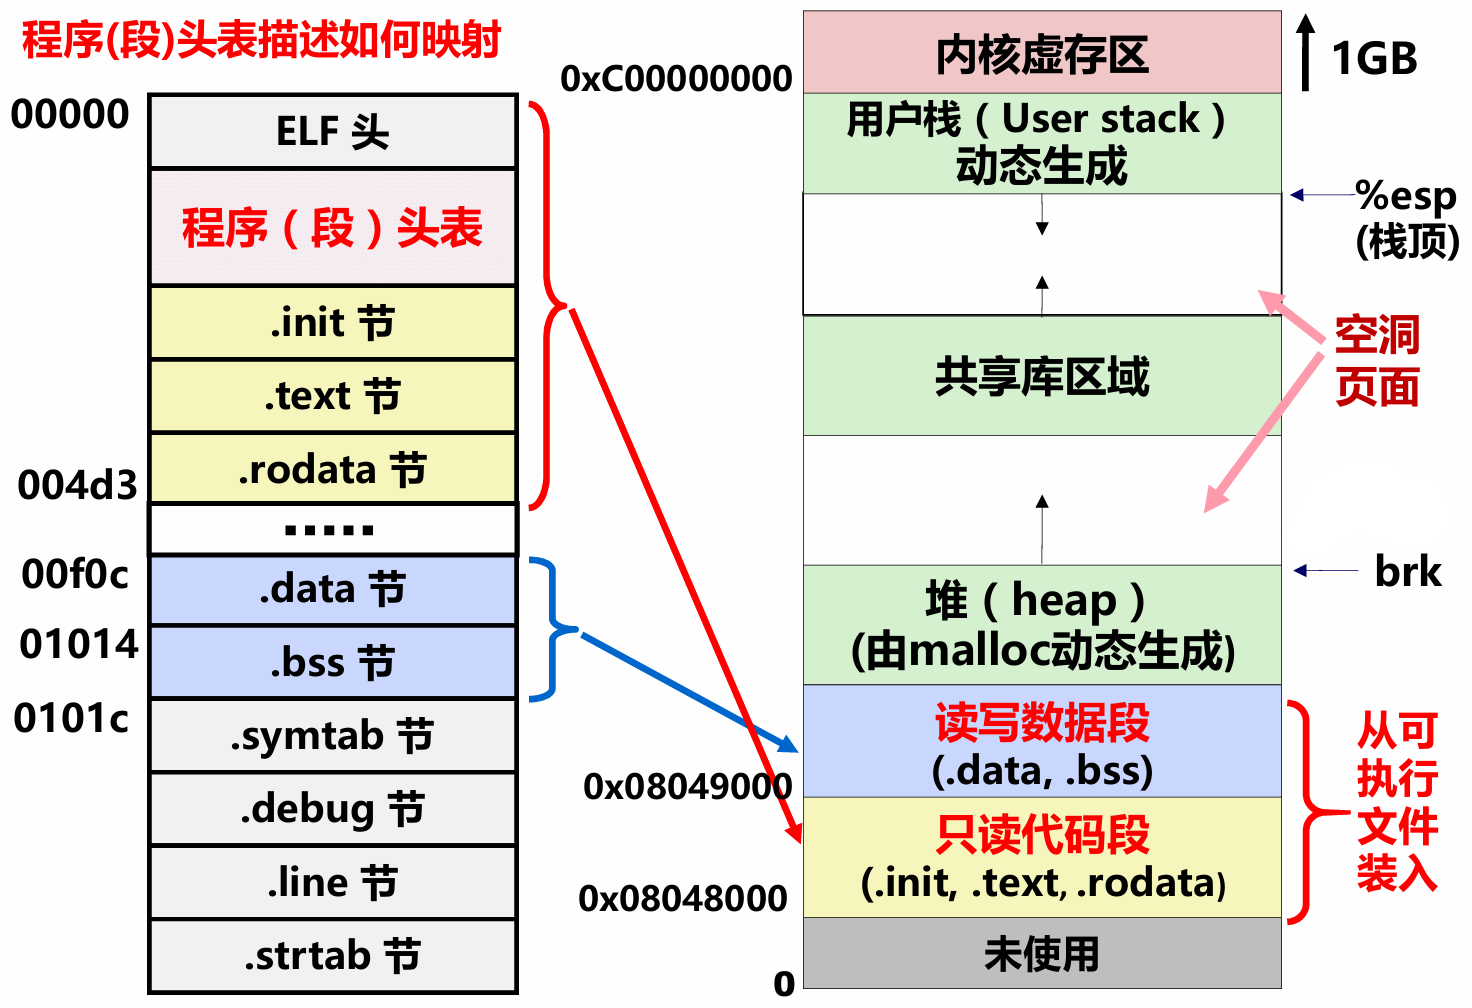 程序(段)头表描述如何映射
00000
ELF 头
程序（段）头表
.init 节
.text 节
.rodata 节
004d3
.....
00f0c
.data 节
01014
.bss 节
0101c
.symtab 节
.debug 节
.line 节
.strtab 节
内核虚存区
1GB
0xC00000000
用户栈（User stack）
动态生成
%esp
(栈顶)
空洞
页面
共享库区域
brk
堆（heap）
(由malloc动态生成)
读写数据段
(.data, .bss)
0x08049000
只读代码段
(.init, .text, .rodata)
0x08048000
从可
执行
文件
装入
未使用
0